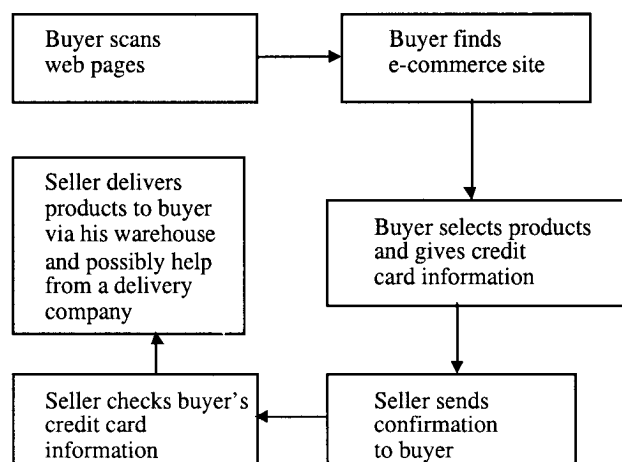 Buyer scans
web pages
Buyer finds
e-commerce site
Buyer selects products
and gives credit
card information
Seller sends
confirmation
to buyer
Seller checks buyer's
credit card
information
Seller delivers
products to buyer
via his warehouse
and possibly help
from a delivery
company